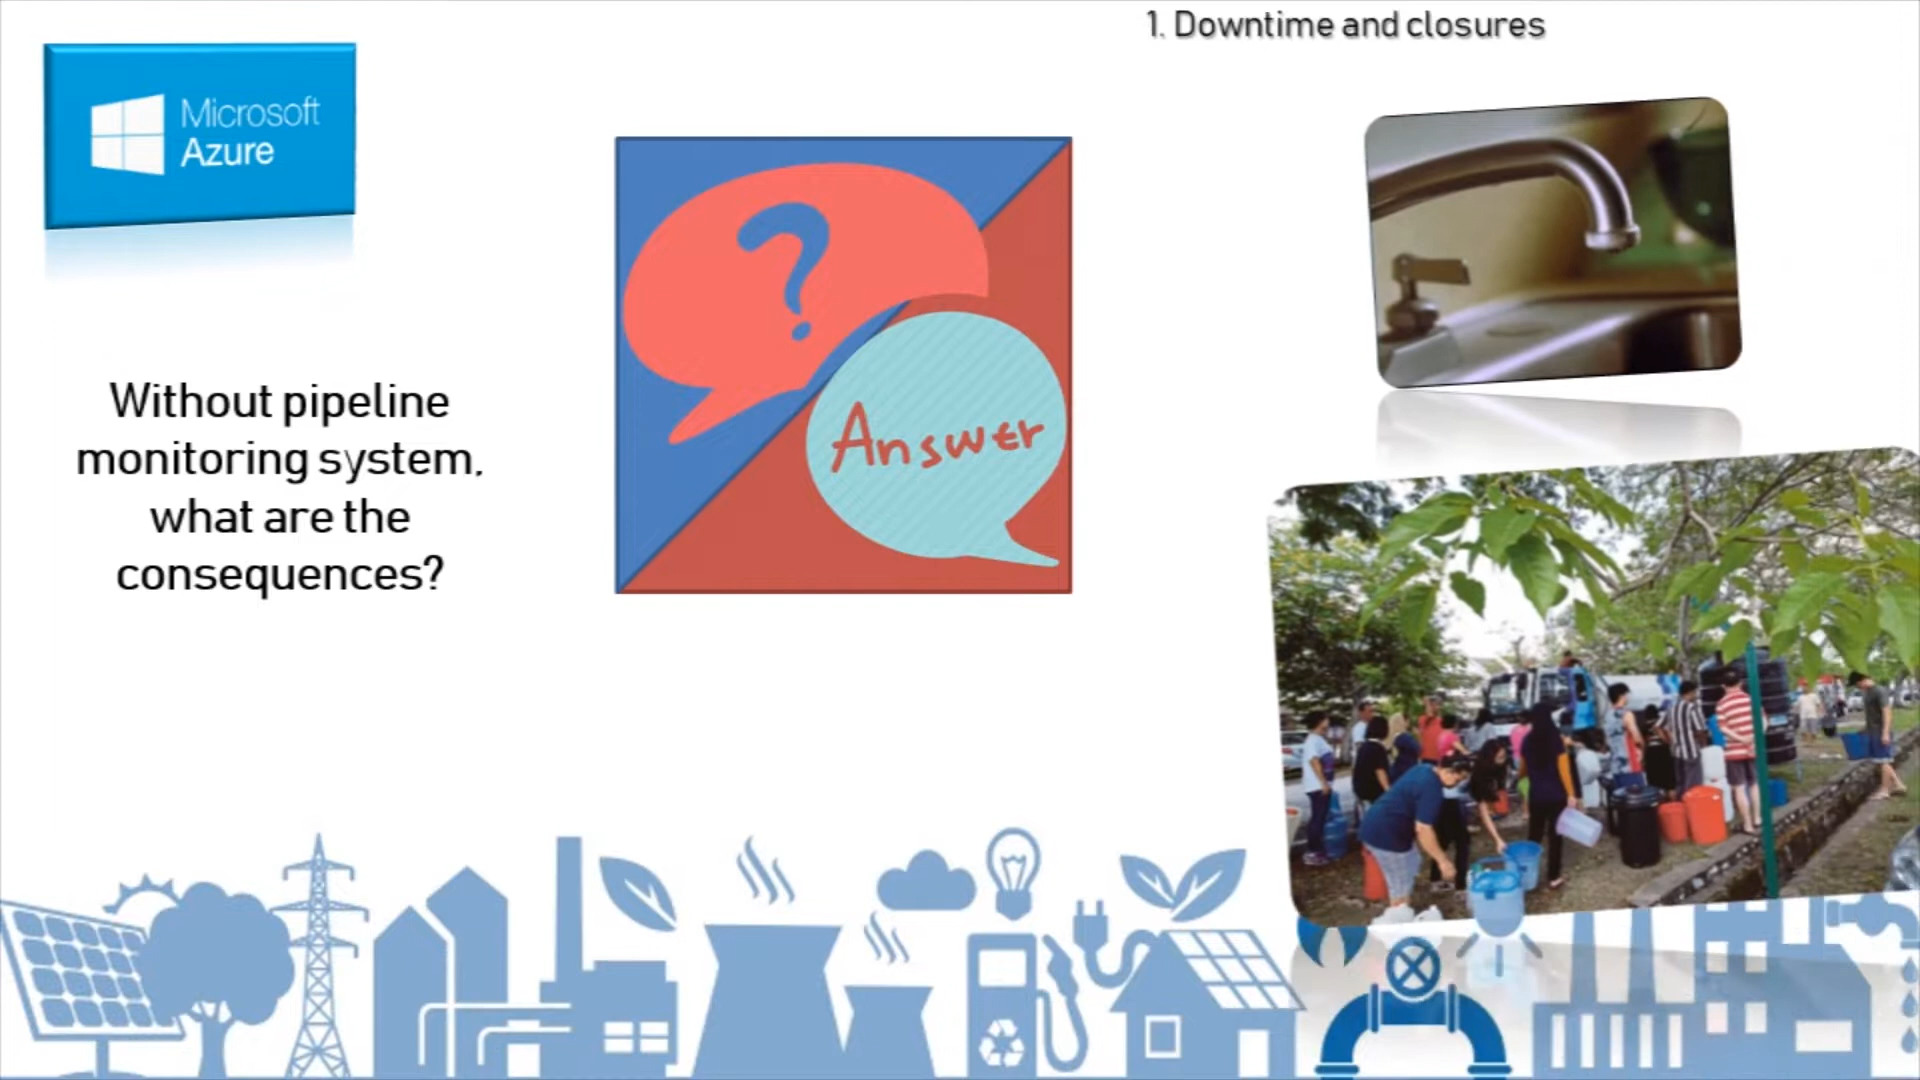 1. Downtime and closures
Microsoft
Azure
Without pipeline
monitoring system,
what are the
consequences?
?
Answer